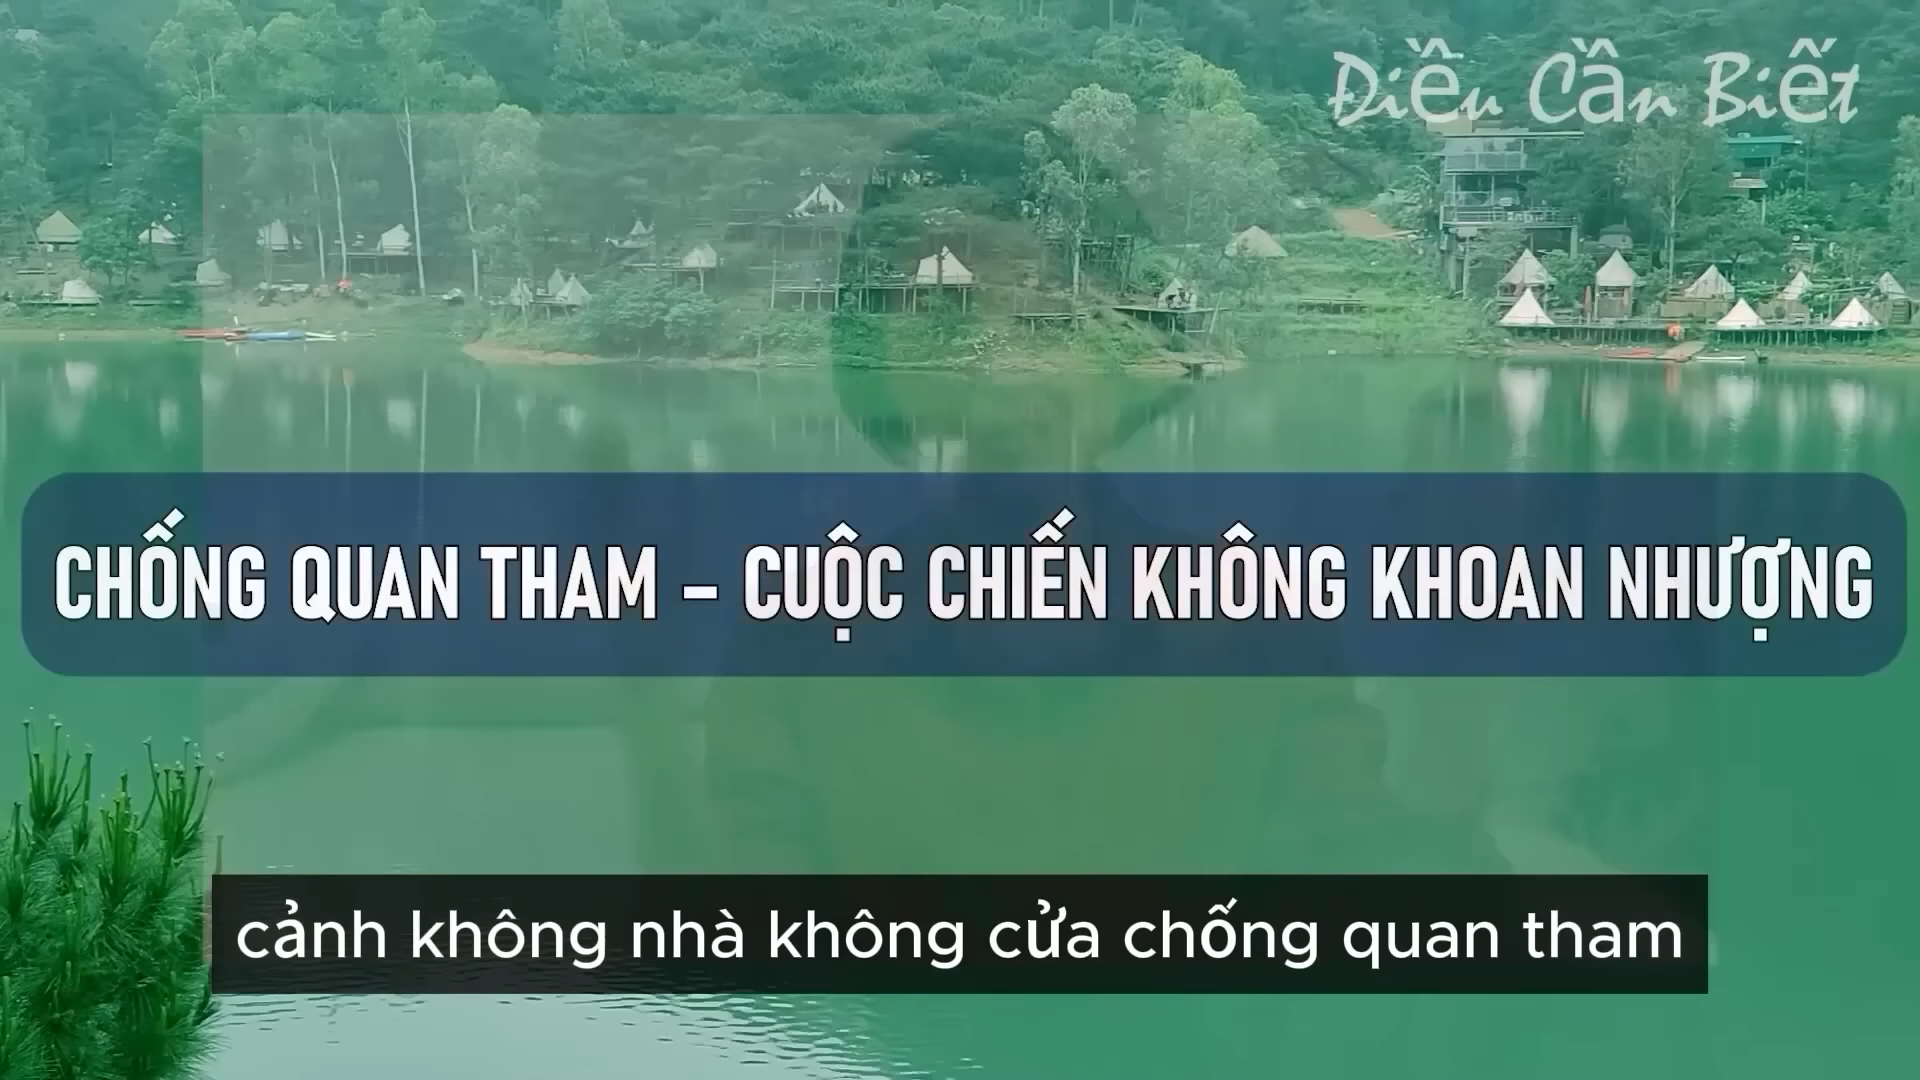 Điều Cần Biết
CHỐNG QUAN THAM – CUỘC CHIẾN KHÔNG KHOAN NHƯỢNG
cảnh không nhà không cửa chống quan tham